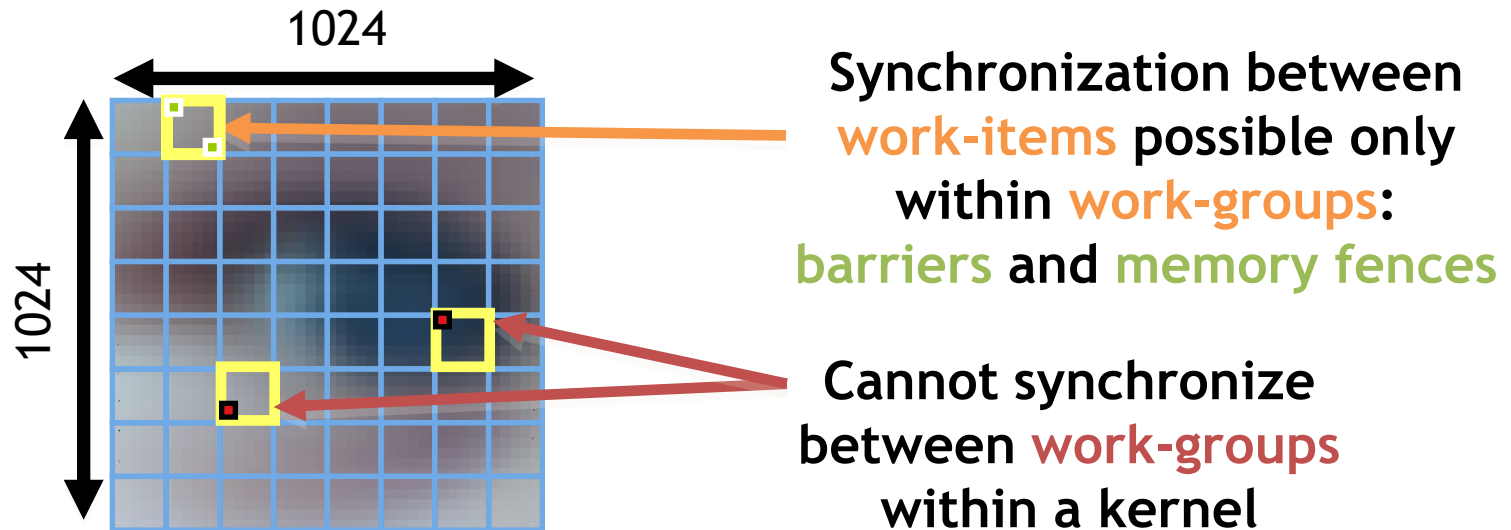 1024
1024
Synchronization between
work-items possible only
within work-groups:
barriers and memory fences
Cannot synchronize
between work-groups
within a kernel